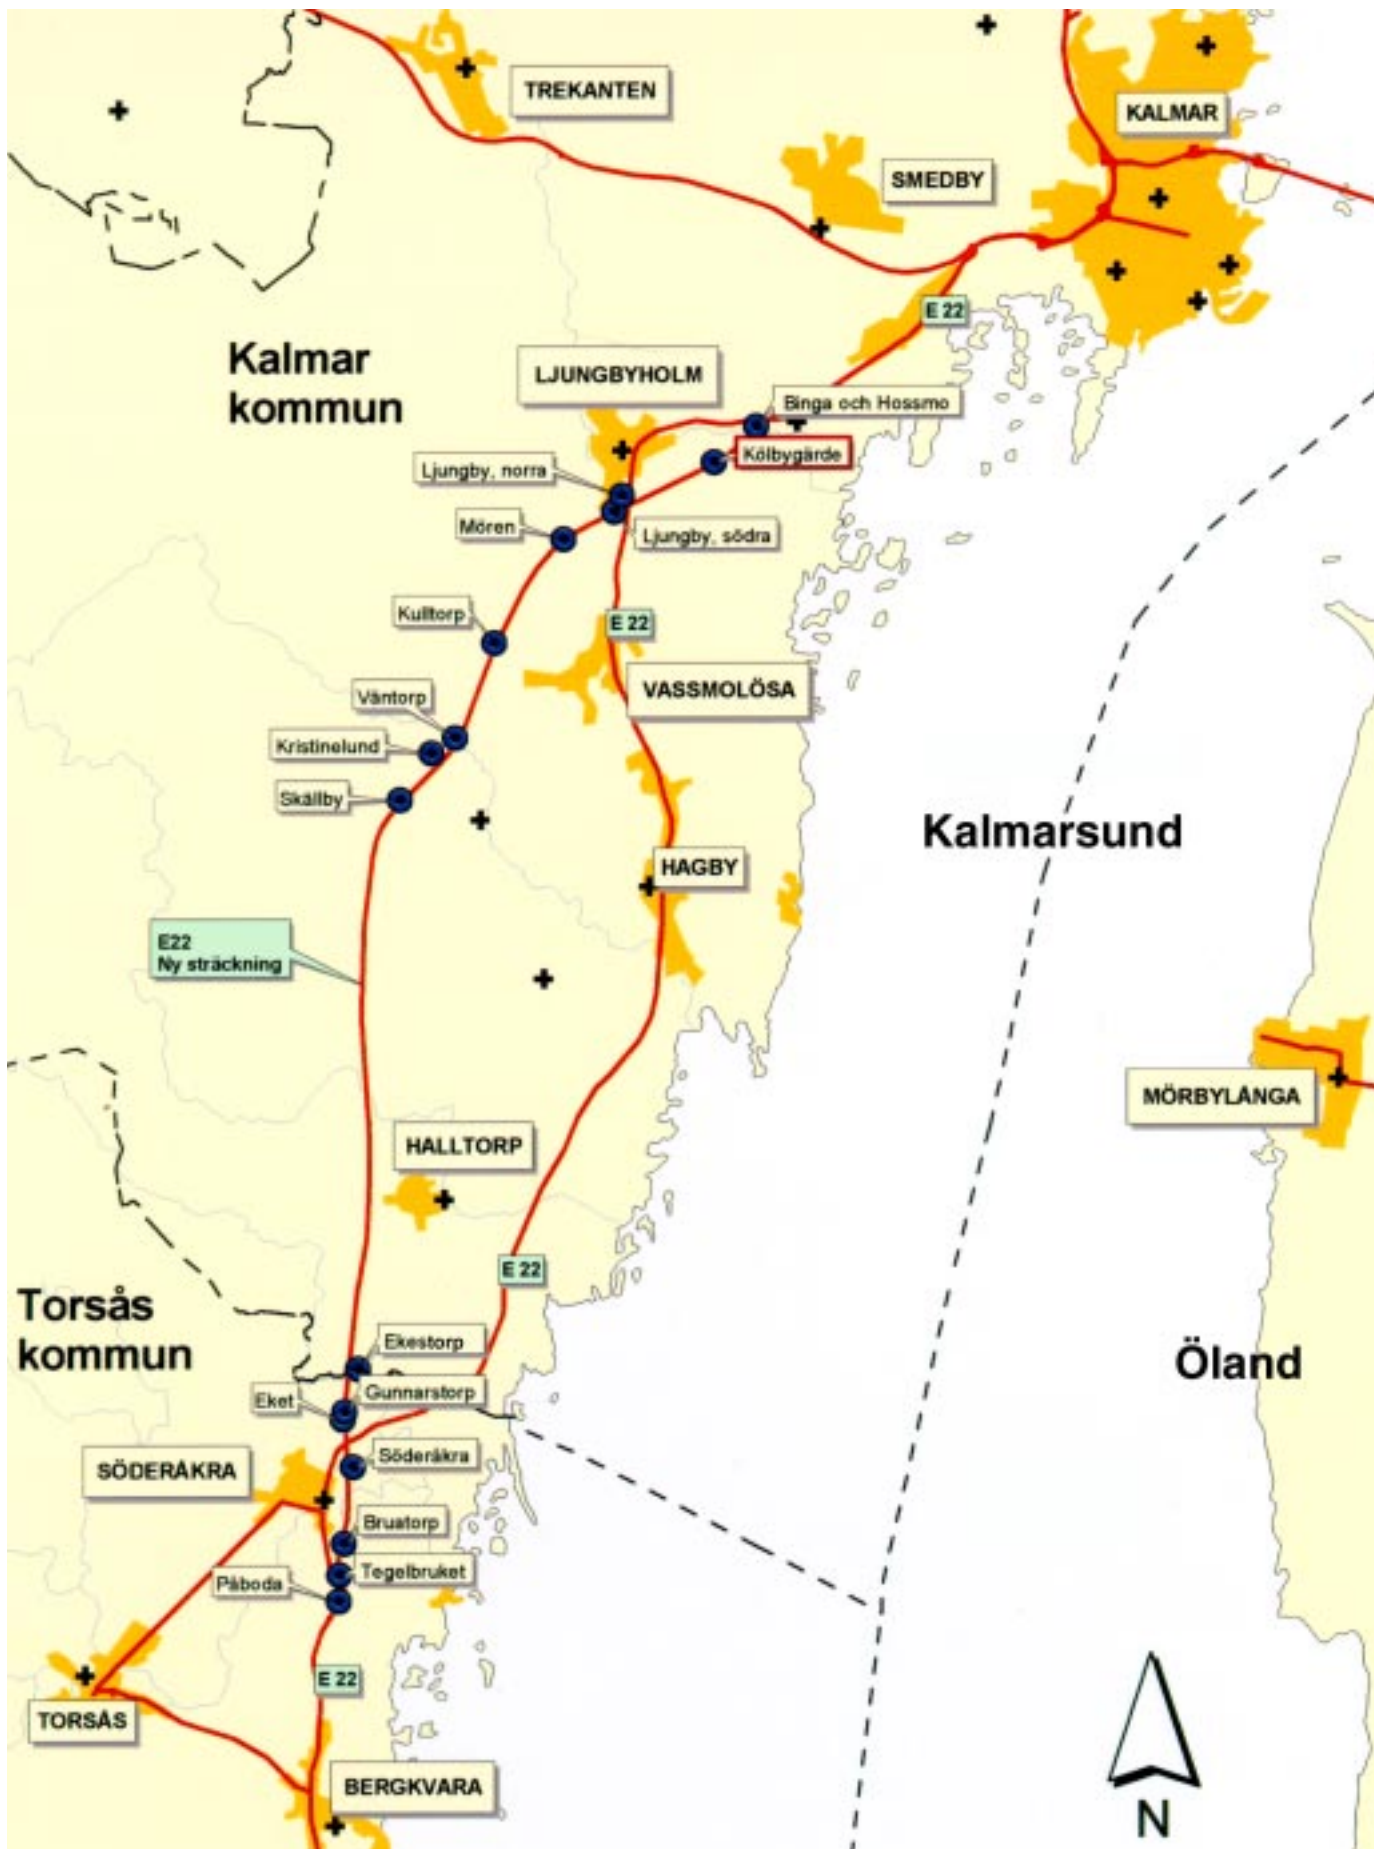 TREKANTEN
KALMAR
SMEDBY
E 22
Kalmar
kommun
LJUNGBYHOLM
Binga och Hossmo
Kölbygärde
Ljungby, norra
Mören
Ljungby, södra
Kulltorp
E 22
VASSMOLÖSA
Väntorp
Kristinelund
Skällby
Kalmarsund
HAGBY
E22
Ny sträckning
MÖRBYLÅNGA
HALLTORP
E 22
Torsås
kommun
Ekestorp
Öland
Gunnarstorp
Eket
Söderåkra
SÖDERÅKRA
Bruatorp
Tegelbruket
Påboda
E 22
TORSÅS
BERGKVARA
N